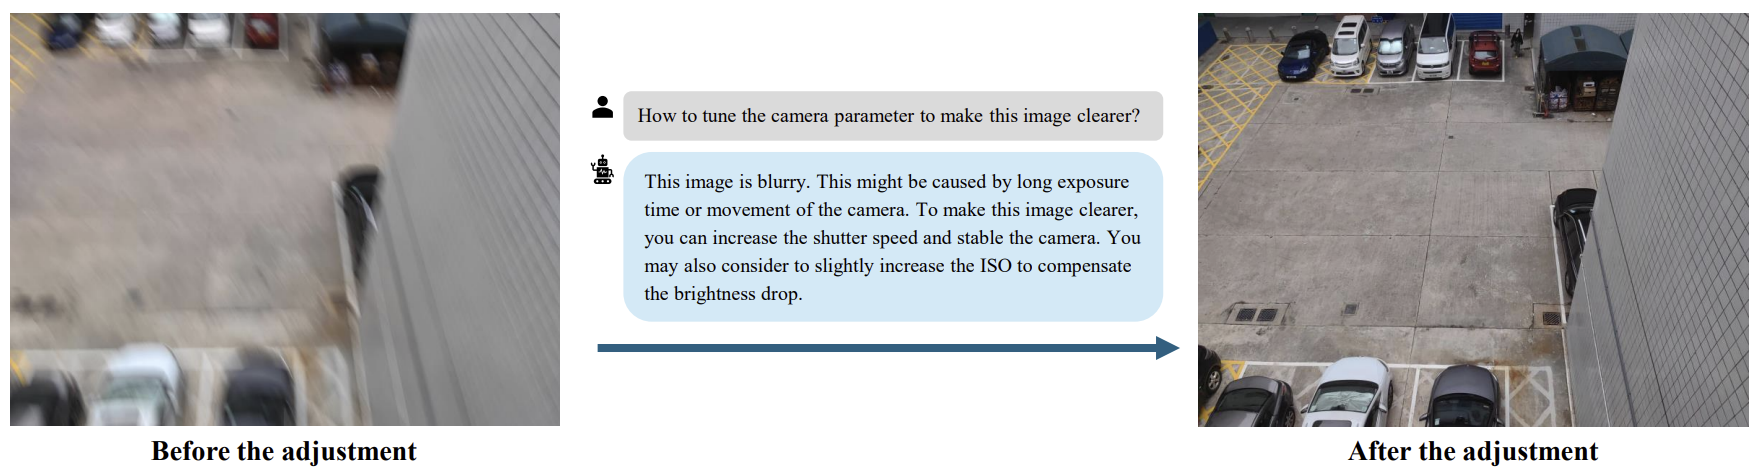 How to tune the camera parameter to make this image clearer?
This image is blurry. This might be caused by long exposure
time or movement of the camera. To make this image clearer,
you can increase the shutter speed and stable the camera. You
may also consider to slightly increase the ISO to compensate
the brightness drop.
Before the adjustment
After the adjustment